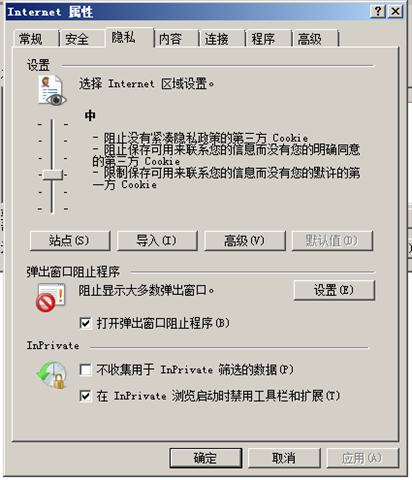 Internet 属性
常规 安全 隐私 内容 连接 程序 高级
设置
选择 Internet 区域设置。
中
- 阻止没有紧凑隐私政策的第三方 Cookie
- 阻止保存可用来联系您的信息而没有您的明确同意
的第三方 Cookie
- 限制保存可用来联系您的信息而没有您的默许的第
一方 Cookie
站点(S) 导入(I) 高级(V) 默认值(D)
弹出窗口阻止程序
阻止显示大多数弹出窗口。 设置(E)
打开弹出窗口阻止程序(B)
InPrivate
不收集用于 InPrivate 筛选的数据(P)
在 InPrivate 浏览启动时禁用工具栏和扩展(T)
确定 取消 应用(A)